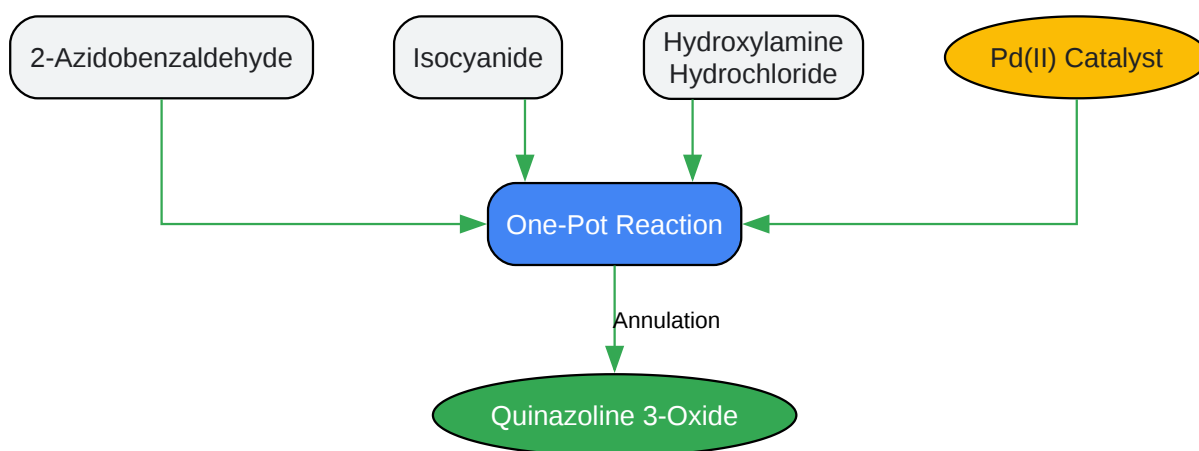 2-Azidobenzaldehyde
Isocyanide
Hydroxylamine
Hydrochloride
Pd(II) Catalyst
One-Pot Reaction
Annulation
Quinazoline 3-Oxide